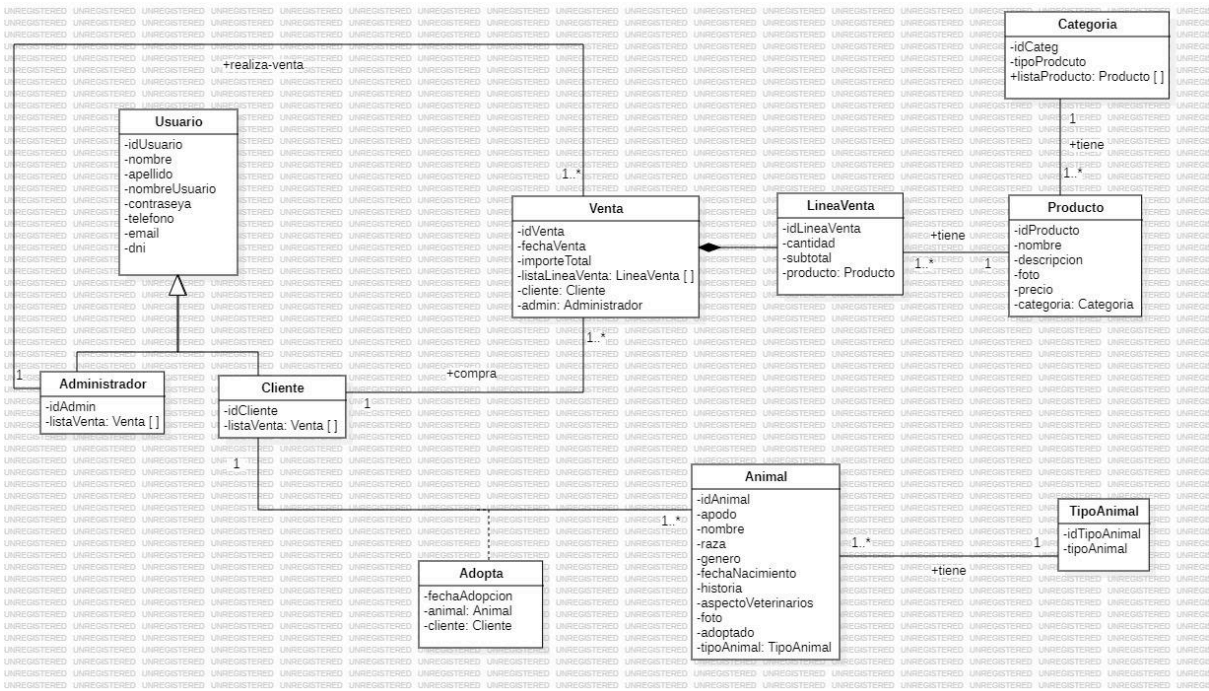 Categoria
-idCateg
-tipoProdcuto
+listaProducto: Producto [ ]
+realiza-venta
1
+tiene
1..*
Usuario
-idUsuario
-nombre
-apellido
-nombreUsuario
-contraseya
-telefono
-email
-dni
1..*
Venta
-idVenta
-fechaVenta
-importeTotal
-listaLineaVenta: LineaVenta [ ]
-cliente: Cliente
-admin: Administrador
LineaVenta
-idLineaVenta
-cantidad
-subtotal
-producto: Producto
+tiene
1..*
1
Producto
-idProducto
-nombre
-descripcion
-foto
-precio
-categoria: Categoria
1..*
+compra
1
1
Administrador
-idAdmin
-listaVenta: Venta [ ]
Cliente
-idCliente
-listaVenta: Venta [ ]
1
1..*
Animal
-idAnimal
-apodo
-nombre
-raza
-genero
-fechaNacimiento
-historia
-aspectoVeterinarios
-foto
-adoptado
-tipoAnimal: TipoAnimal
1..*
1
+tiene
TipoAnimal
-idTipoAnimal
-tipoAnimal
Adopta
-fechaAdopcion
-animal: Animal
-cliente: Cliente
UNREGISTERED